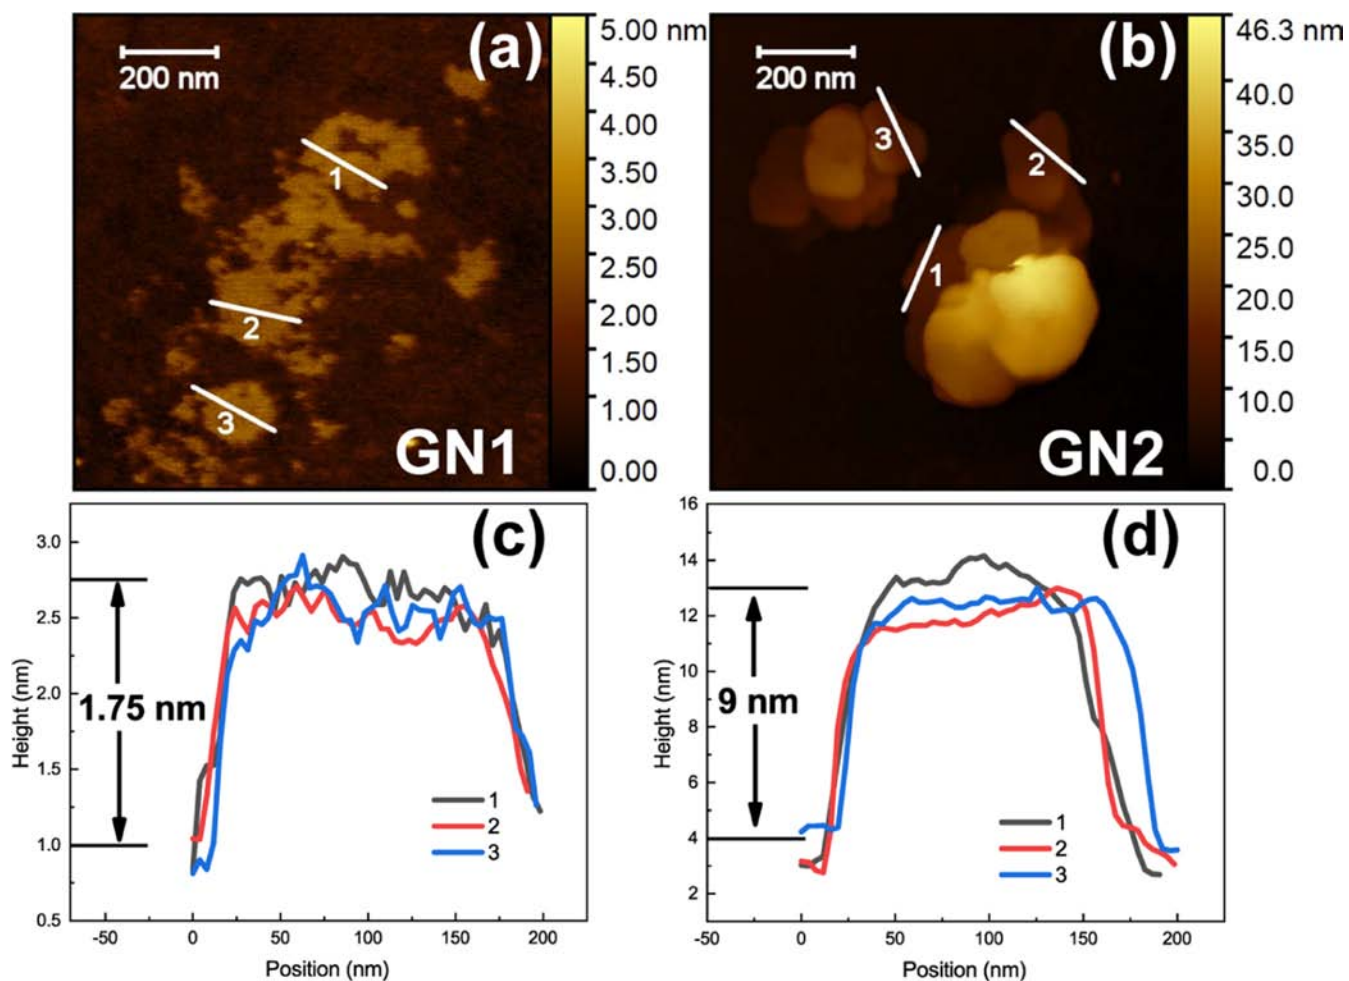 (a)
200 nm
1
2
3
GN1
5.00 nm
4.50
4.00
3.50
3.00
2.50
2.00
1.50
1.00
0.00
(b)
200 nm
3
2
1
GN2
46.3 nm
40.0
35.0
30.0
25.0
20.0
15.0
10.0
0.0
(c)
3.0
2.5
2.0
1.5
1.0
0.5
Height (nm)
1.75 nm
1
2
3
-50 0 50 100 150 200
Position (nm)
(d)
16
14
12
10
8
6
4
2
Height (nm)
9 nm
1
2
3
-50 0 50 100 150 200
Position (nm)